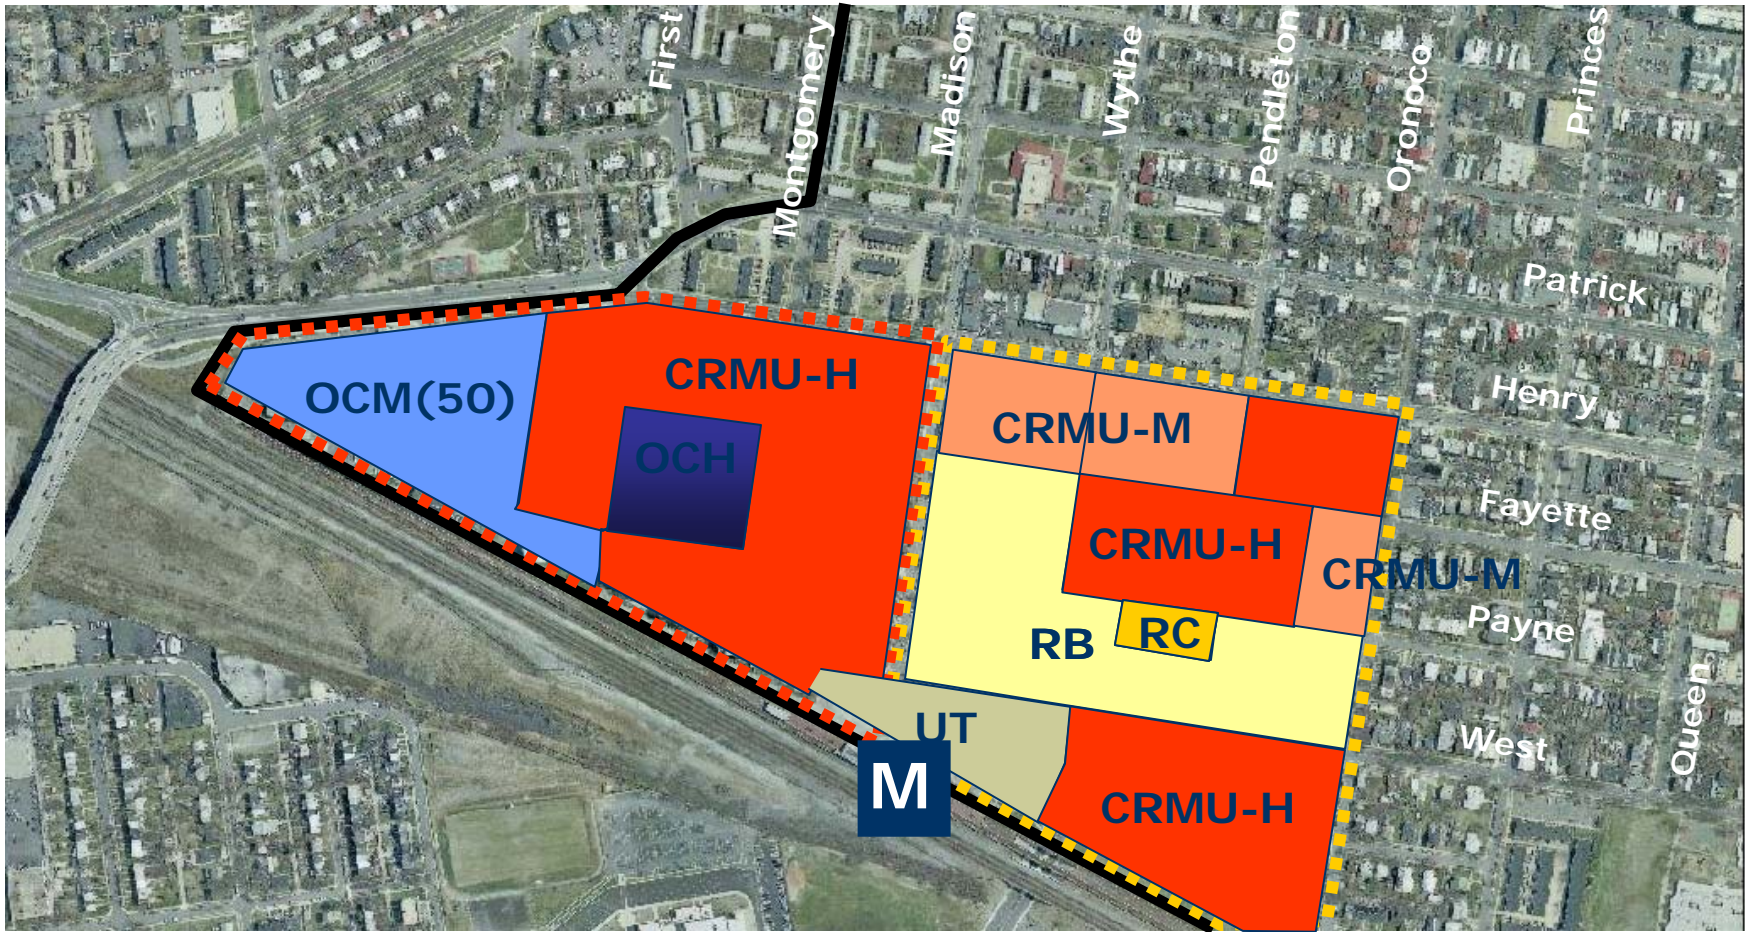 First
Montgomery
Madison
Wythe
Pendleton
Oronoco
Princes
Patrick
Henry
Fayette
Payne
West
Queen
OCM(50)
CRMU-H
OCH
CRMU-M
CRMU-H
CRMU-M
RB
RC
UT
M
CRMU-H